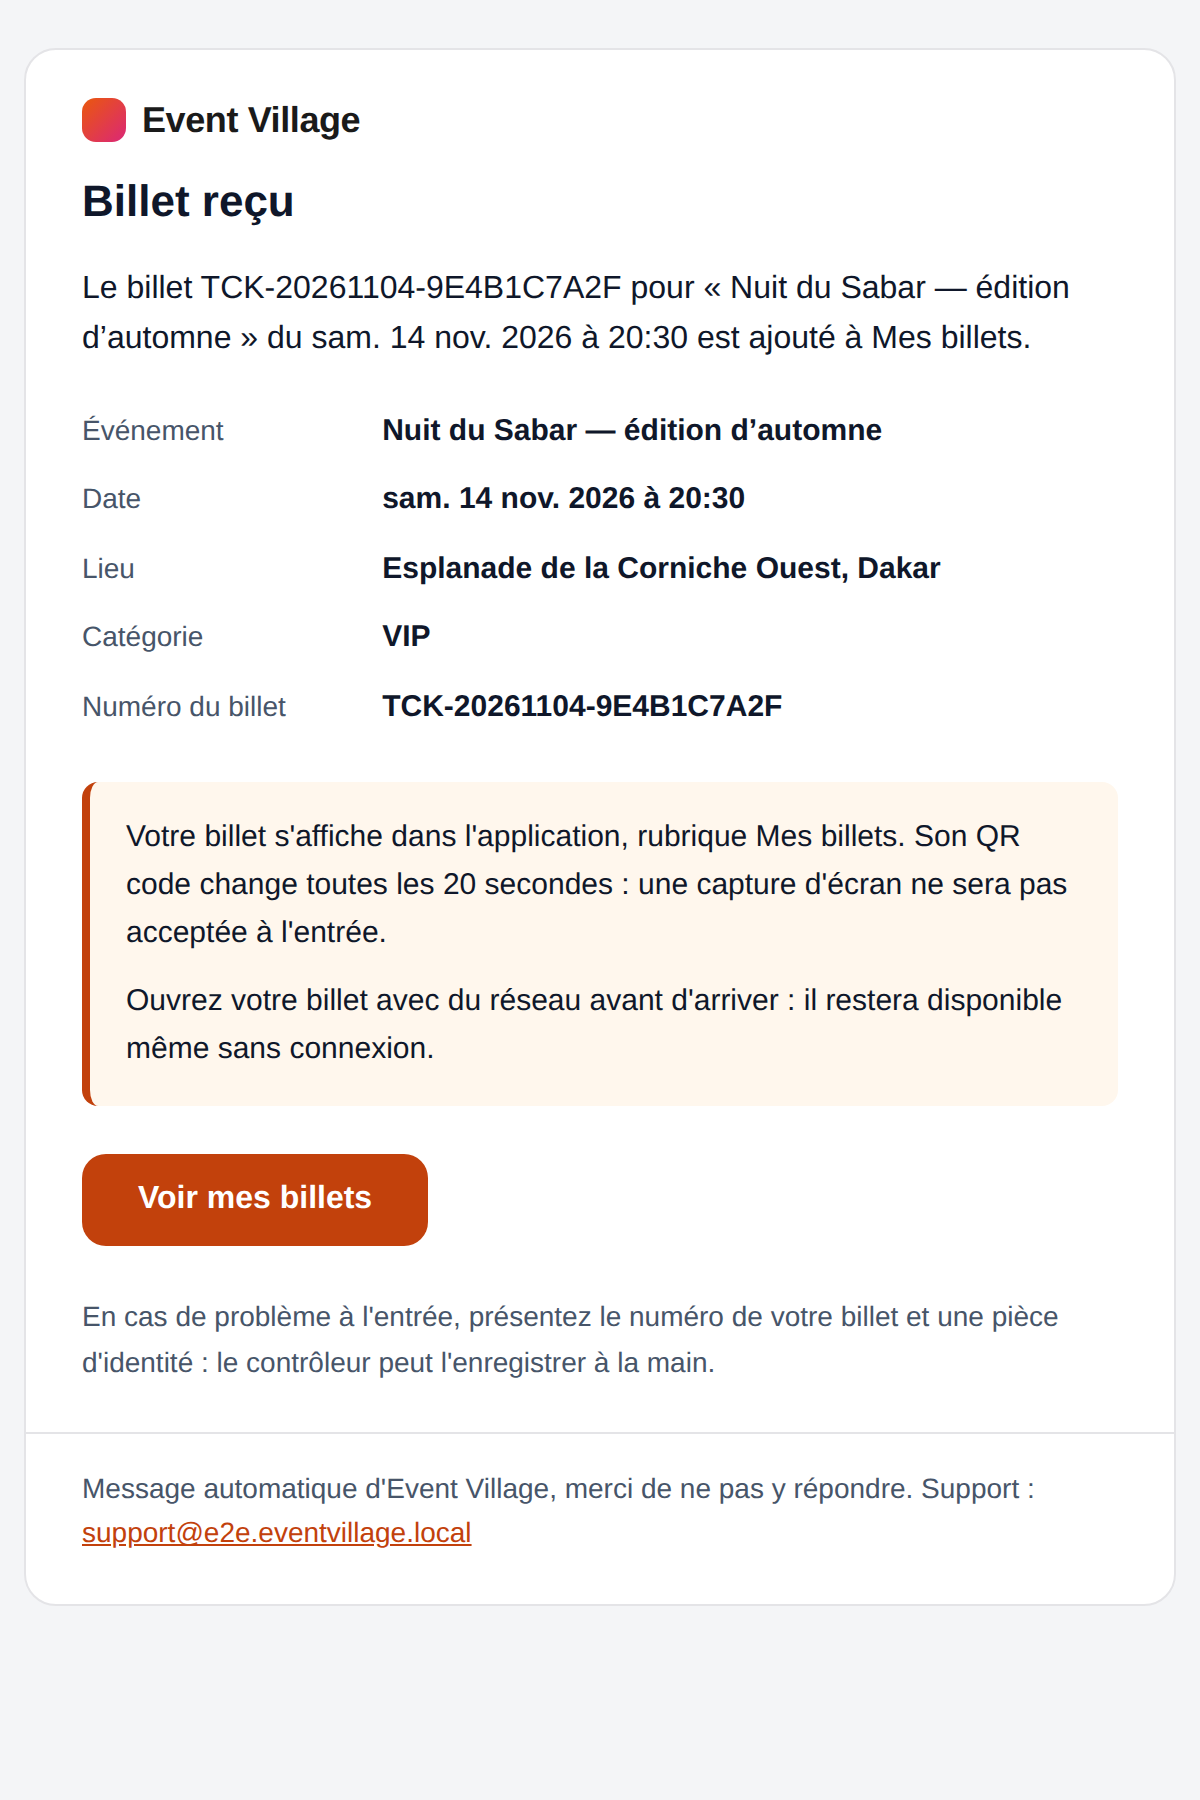 Event Village
Billet reçu
Le billet TCK-20261104-9E4B1C7A2F pour « Nuit du Sabar — édition
d’automne » du sam. 14 nov. 2026 à 20:30 est ajouté à Mes billets.
Événement Nuit du Sabar — édition d’automne
Date sam. 14 nov. 2026 à 20:30
Lieu Esplanade de la Corniche Ouest, Dakar
Catégorie VIP
Numéro du billet TCK-20261104-9E4B1C7A2F
Votre billet s'affiche dans l'application, rubrique Mes billets. Son QR
code change toutes les 20 secondes : une capture d'écran ne sera pas
acceptée à l'entrée.
Ouvrez votre billet avec du réseau avant d'arriver : il restera disponible
même sans connexion.
Voir mes billets
En cas de problème à l'entrée, présentez le numéro de votre billet et une pièce
d'identité : le contrôleur peut l'enregistrer à la main.
Message automatique d'Event Village, merci de ne pas y répondre. Support :
support@e2e.eventvillage.local